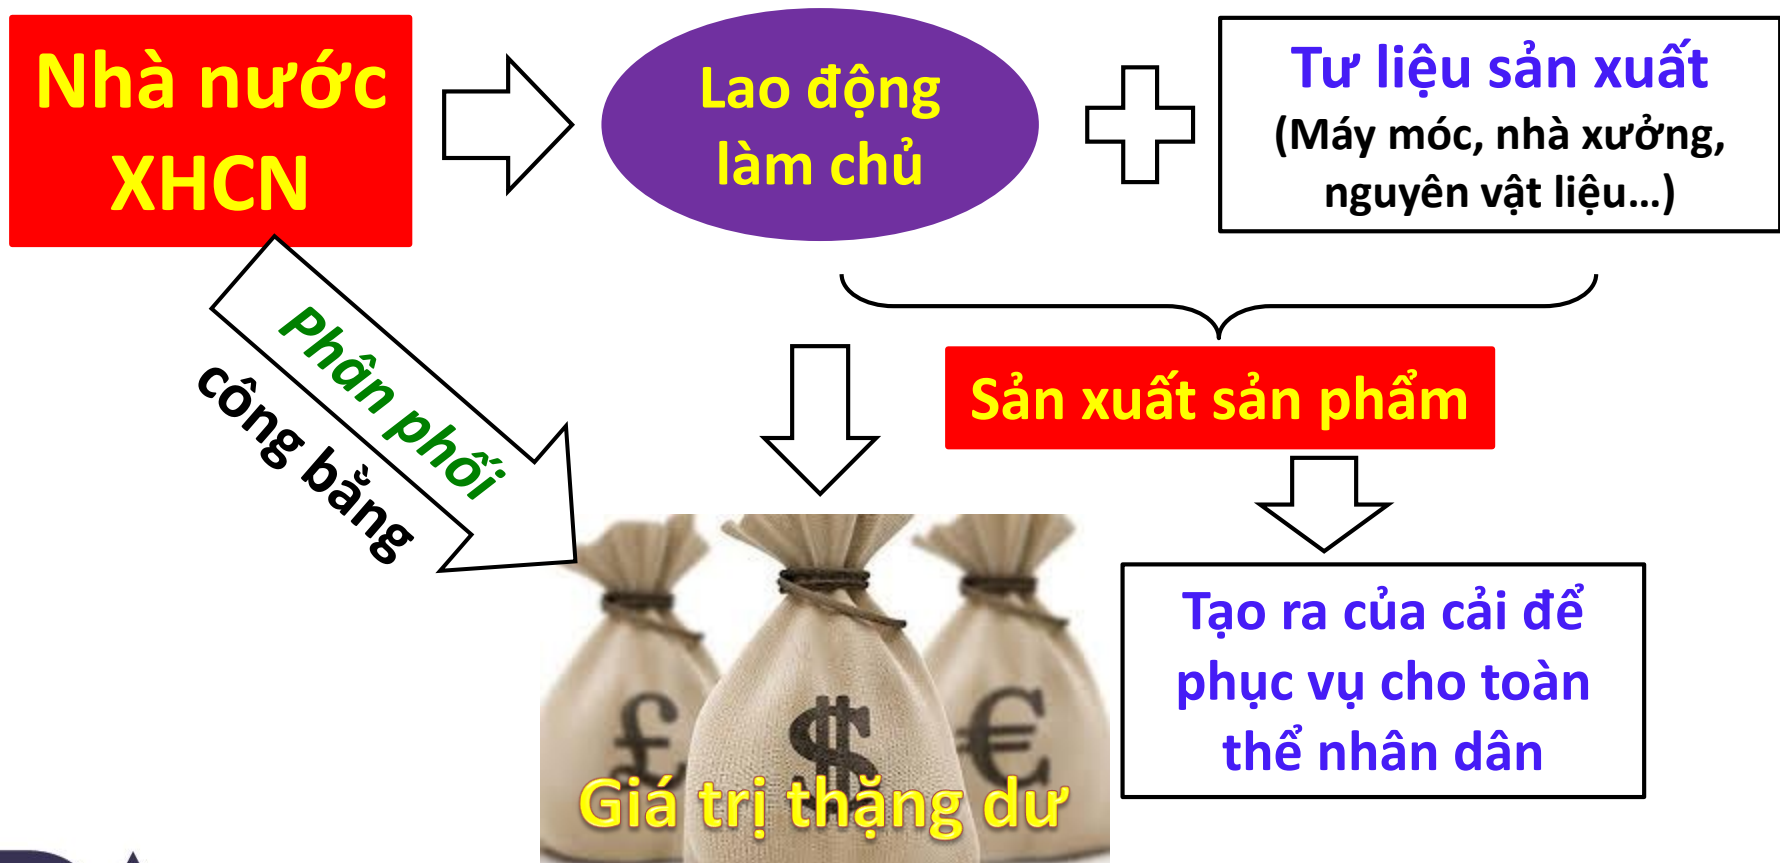 Nhà nước
XHCN
Lao động
làm chủ
Tư liệu sản xuất
(Máy móc, nhà xưởng,
nguyên vật liệu...)
Phân phối
công bằng
Sản xuất sản phẩm
£
$
€
Giá trị thặng dư
Tạo ra của cải để
phục vụ cho toàn
thể nhân dân